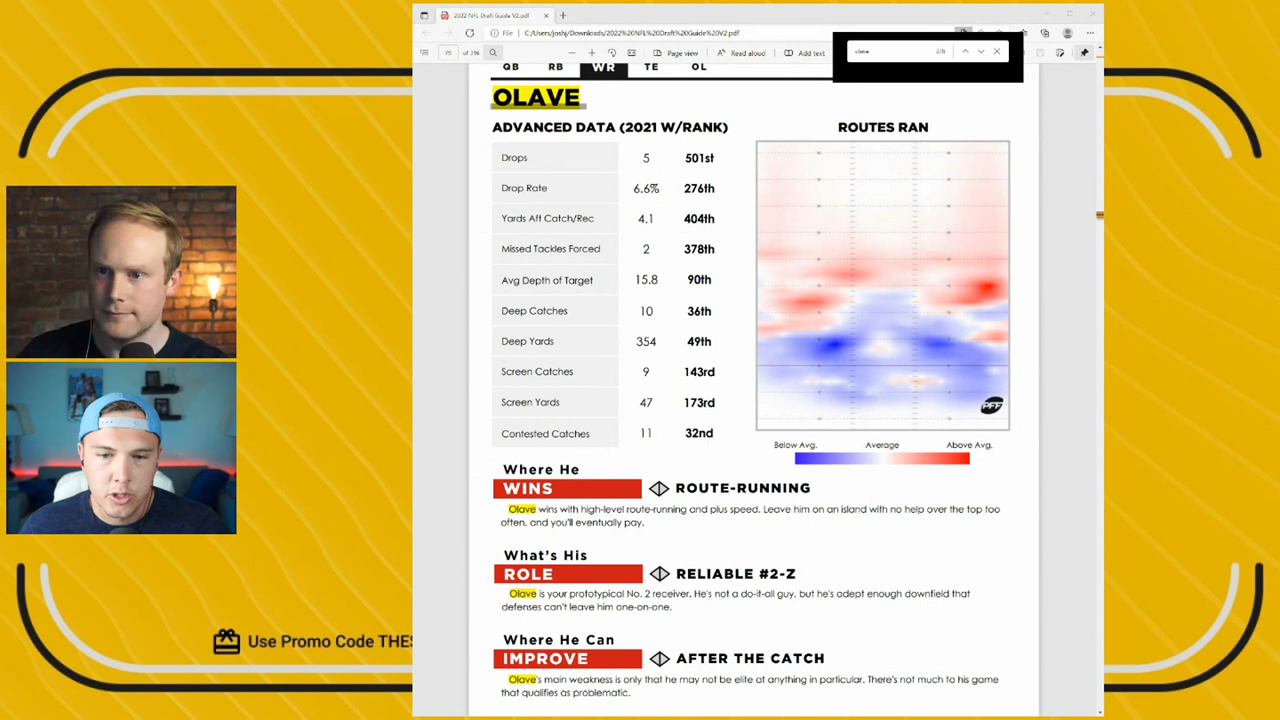 2022 NFL Draft Guide V2.pdf
File
C:/Users/joshj/Downloads/2022%20NFL%20Draft%20Guide%20V2.pdf
79 of 316
Page view
Read aloud
Add text
olave
2/8
QB RB WR TE OL
OLAVE
ADVANCED DATA (2021 W/RANK)
Drops 5 501st
Drop Rate 6.6% 276th
Yards Aft Catch/Rec 4.1 404th
Missed Tackles Forced 2 378th
Avg Depth of Target 15.8 90th
Deep Catches 10 36th
Deep Yards 354 49th
Screen Catches 9 143rd
Screen Yards 47 173rd
Contested Catches 11 32nd
ROUTES RAN
PFF
Below Avg. Average Above Avg.
Where He
WINS ROUTE-RUNNING
Olave wins with high-level route-running and plus speed. Leave him on an island with no help over the top too
often, and you'll eventually pay.
What's His
ROLE RELIABLE #2-Z
Olave is your prototypical No. 2 receiver. He's not a do-it-all guy, but he's adept enough downfield that
defenses can't leave him one-on-one.
Where He Can
IMPROVE AFTER THE CATCH
Olave's main weakness is only that he may not be elite at anything in particular. There's not much to his game
that qualifies as problematic.
Use Promo Code THES